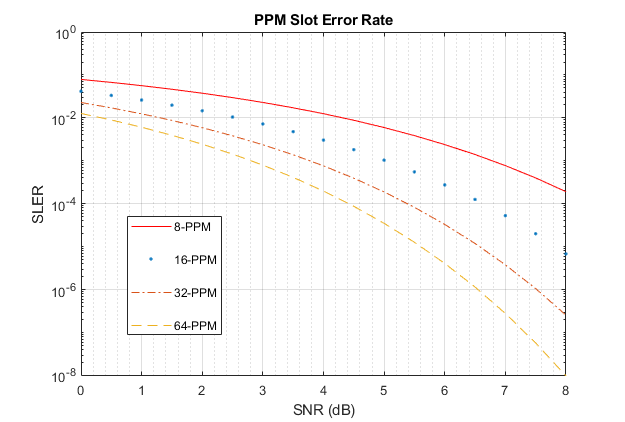 PPM Slot Error Rate
10^0
10^-2
10^-4
10^-6
10^-8
SLER
8-PPM
16-PPM
32-PPM
64-PPM
0 1 2 3 4 5 6 7 8
SNR (dB)